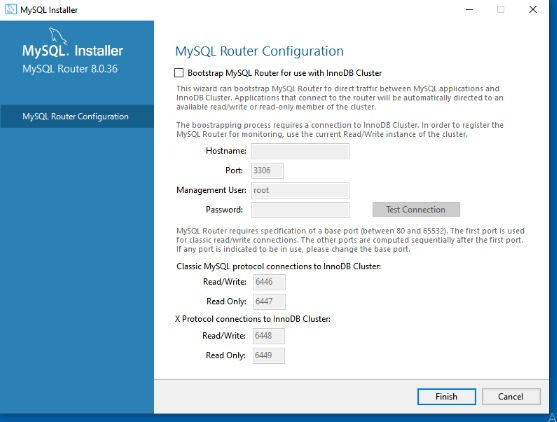 MySQL Installer
MySQL. Installer
MySQL Router 8.0.36
MySQL Router Configuration
MySQL Router Configuration
Bootstrap MySQL Router for use with InnoDB Cluster
This wizard can bootstrap MySQL Router to direct traffic between MySQL applications and
InnoDB Cluster. Applications that connect to the router will be automatically directed to an
available read/write or read-only member of the cluster.
The boostrapping process requires a connection to InnoDB Cluster. In order to register the
MySQL Router for monitoring, use the current Read/Write instance of the cluster.
Hostname:
Port: 3306
Management User: root
Password: Test Connection
MySQL Router requires specification of a base port (between 80 and 65532). The first port is used
for classic read/write connections. The other ports are computed sequentially after the first port.
If any port is indicated to be in use, please change the base port.
Classic MySQL protocol connections to InnoDB Cluster:
Read/Write: 6446
Read Only: 6447
X Protocol connections to InnoDB Cluster:
Read/Write: 6448
Read Only: 6449
Finish Cancel
A